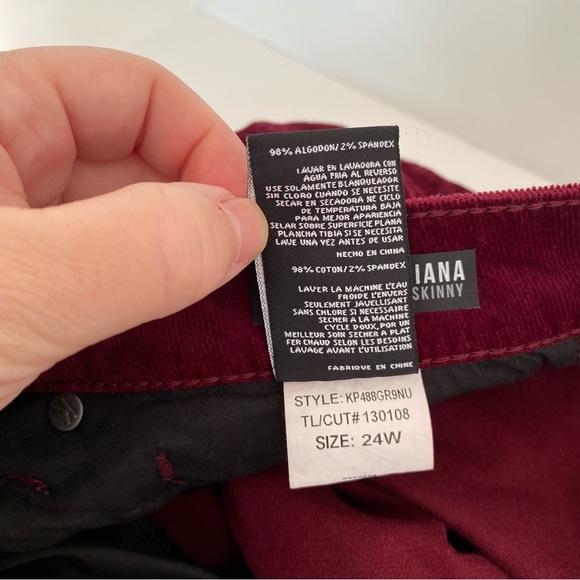 98% ALGODON/2% SPANDEX
LAVAR EN LAVADORA CON
AGUA FRIA AL REVERSO
USE SOLAMENTE BLANQUEADOR
SIN CLORO CUANDO SE NECESITE
SECAR EN SECADORA NE CICLO
DE TEMPERATURA BAJA
PARA MEJOR APARIENCIA
SELAR SOBRE SUPERFICIE PLANA
PLANCHA TIBIA SI SE NECESITA
LAVE UNA VEZ ANTES DE USAR
HECHO EN CHINA
98% COTON/2% SPANDEX
LAVER LA MACHINE L'EAU
FROIDE L'ENVERS
SEULEMENT JAVELLISANT
SANS CHLORE SI NECESSAIRE
SECHER A LA MACHINE
CYCLE DOUX, POR UN
MEILLEUR SOIN SECHER A PLAT
FER CHAUD SELON LES BESOINS
LAVAGE AVANT L'UTILISATION
FABRIQUE EN CHINE
IANA
SKINNY
STYLE: KP488GR9NU
TL/CUT# 130108
SIZE: 24W